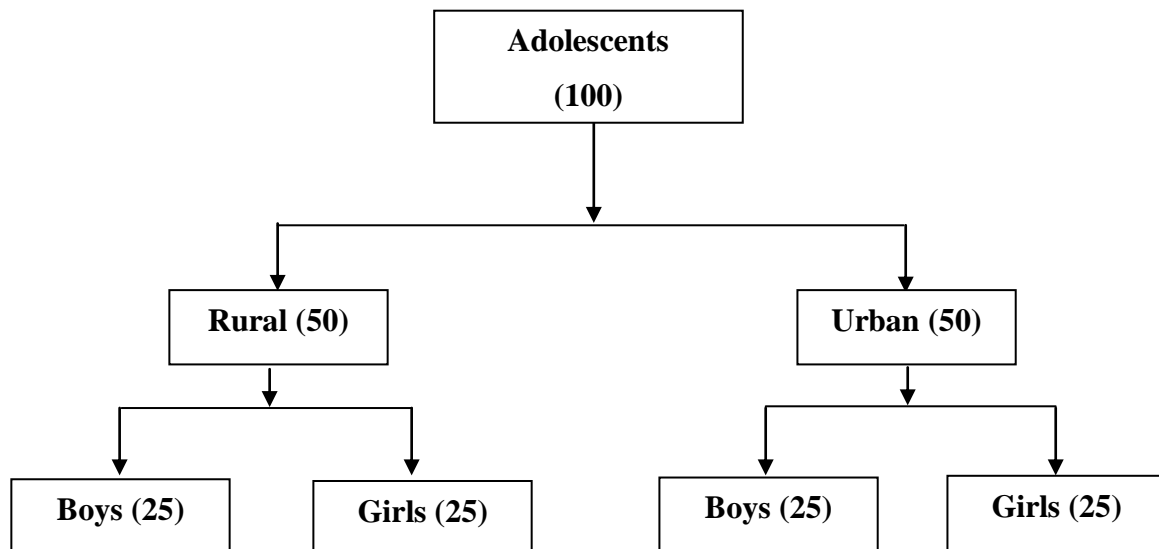 Adolescents
(100)
Rural (50)
Urban (50)
Boys (25)
Girls (25)
Boys (25)
Girls (25)